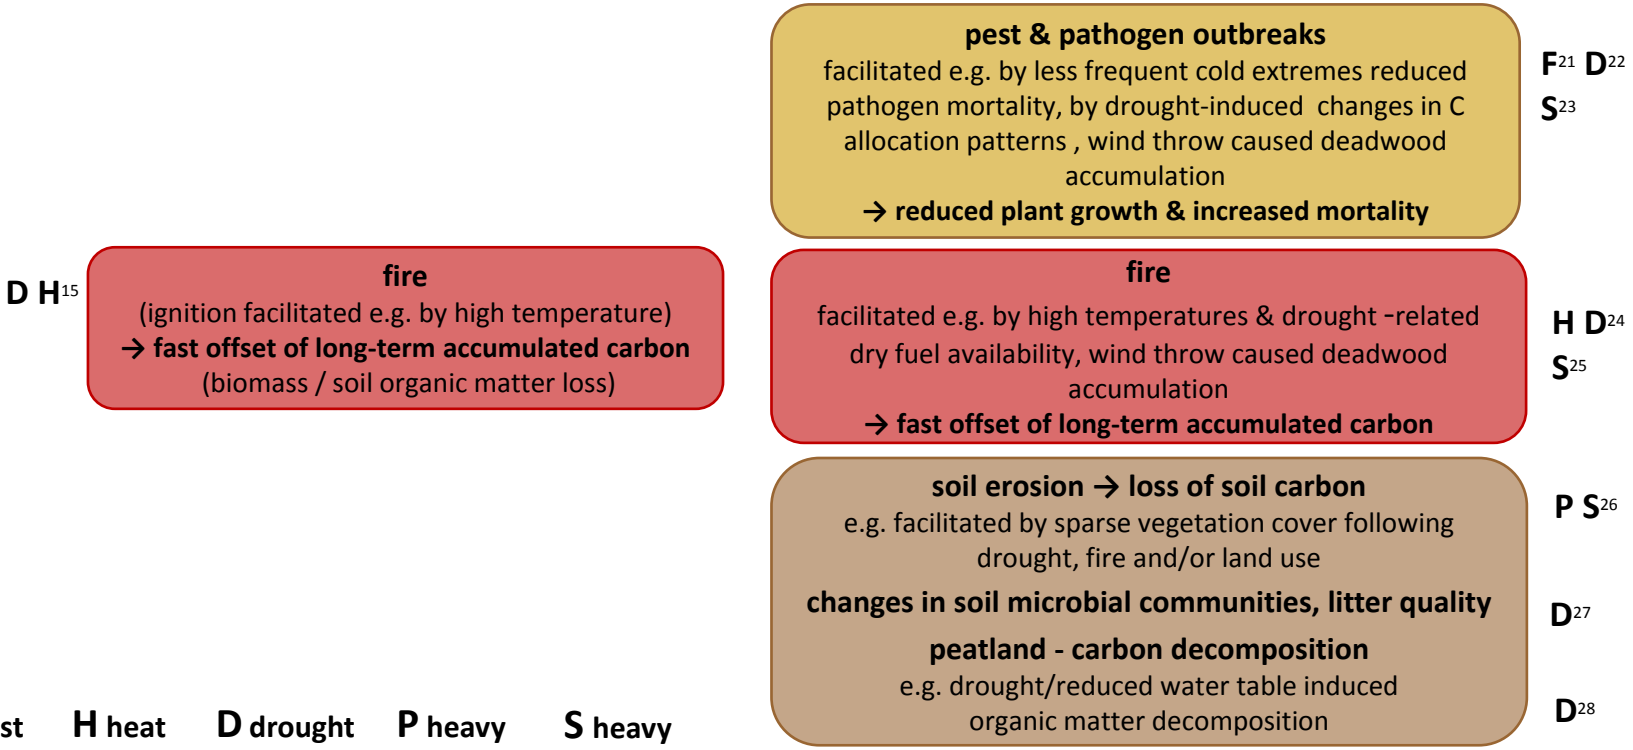 pest & pathogen outbreaks
facilitated e.g. by less frequent cold extremes reduced
pathogen mortality, by drought-induced changes in C
allocation patterns , wind throw caused deadwood
accumulation
→ reduced plant growth & increased mortality
F21 D22
S23
D H15
fire
(ignition facilitated e.g. by high temperature)
→ fast offset of long-term accumulated carbon
(biomass / soil organic matter loss)
fire
facilitated e.g. by high temperatures & drought -related
dry fuel availability, wind throw caused deadwood
accumulation
→ fast offset of long-term accumulated carbon
H D24
S25
soil erosion → loss of soil carbon
e.g. facilitated by sparse vegetation cover following
drought, fire and/or land use
changes in soil microbial communities, litter quality
peatland - carbon decomposition
e.g. drought/reduced water table induced
organic matter decomposition
P S26
D27
D28
st H heat D drought P heavy S heavy